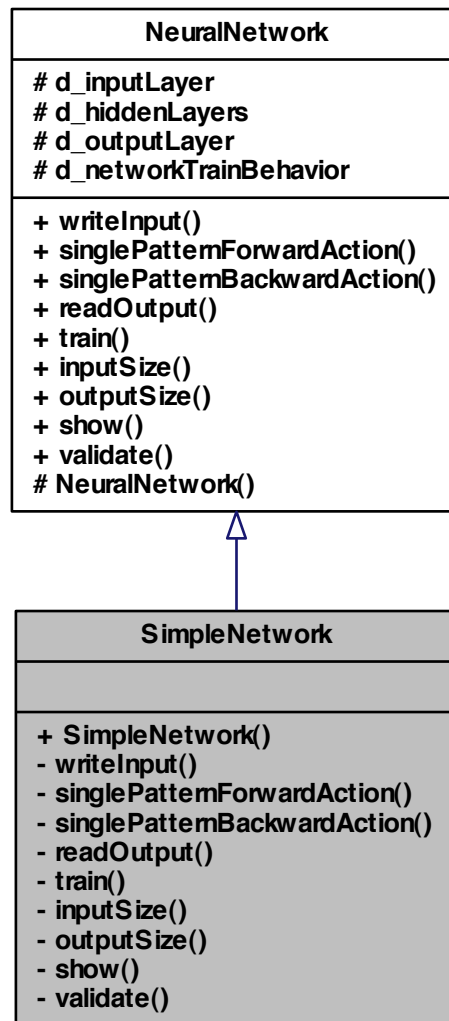 NeuralNetwork
# d_inputLayer
# d_hiddenLayers
# d_outputLayer
# d_networkTrainBehavior
+ writeInput()
+ singlePatternForwardAction()
+ singlePatternBackwardAction()
+ readOutput()
+ train()
+ inputSize()
+ outputSize()
+ show()
+ validate()
# NeuralNetwork()
SimpleNetwork
+ SimpleNetwork()
- writeInput()
- singlePatternForwardAction()
- singlePatternBackwardAction()
- readOutput()
- train()
- inputSize()
- outputSize()
- show()
- validate()